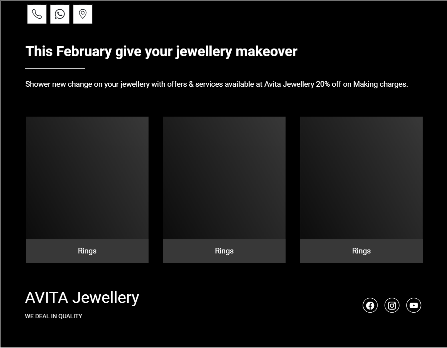 This February give your jewellery makeover
Shower new change on your jewellery with offers & services available at Avita Jewellery 20% off on Making charges.
Rings
Rings
Rings
AVITA Jewellery
WE DEAL IN QUALITY